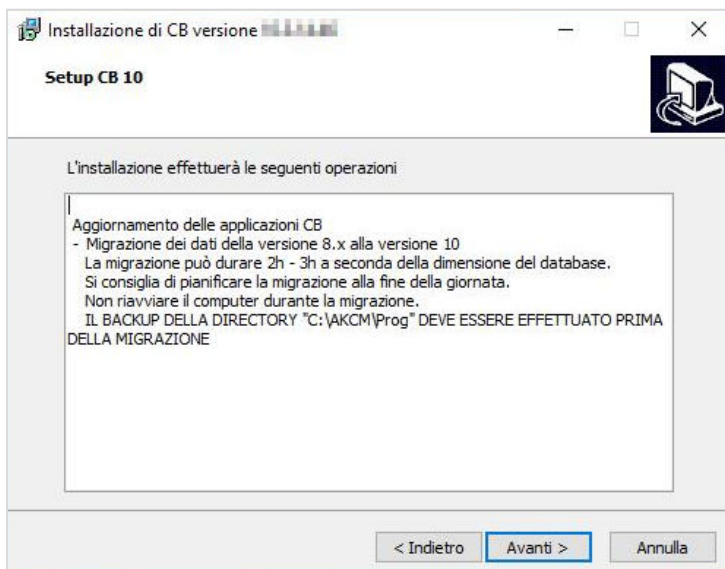 Installazione di CB versione
Setup CB 10
L'installazione effettuerà le seguenti operazioni
Aggiornamento delle applicazioni CB
- Migrazione dei dati della versione 8.x alla versione 10
La migrazione può durare 2h - 3h a seconda della dimensione del database.
Si consiglia di pianificare la migrazione alla fine della giornata.
Non riavviare il computer durante la migrazione.
IL BACKUP DELLA DIRECTORY "C:\AKCM\Prog" DEVE ESSERE EFFETTUATO PRIMA
DELLA MIGRAZIONE
< Indietro
Avanti >
Annulla